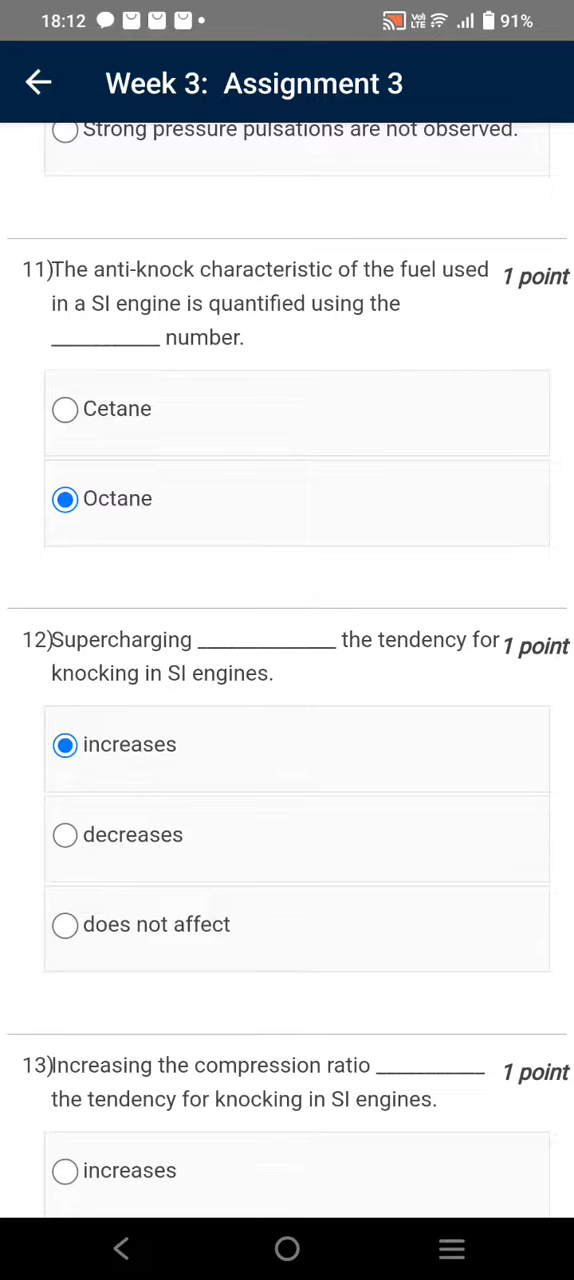 18:12
Vo) LTE
91%
Week 3: Assignment 3
Strong pressure pulsations are not observed.
11)The anti-knock characteristic of the fuel used 1 point
in a SI engine is quantified using the
__________ number.
Cetane
Octane
12)Supercharging _____________ the tendency for 1 point
knocking in SI engines.
increases
decreases
does not affect
13)Increasing the compression ratio __________ 1 point
the tendency for knocking in SI engines.
increases